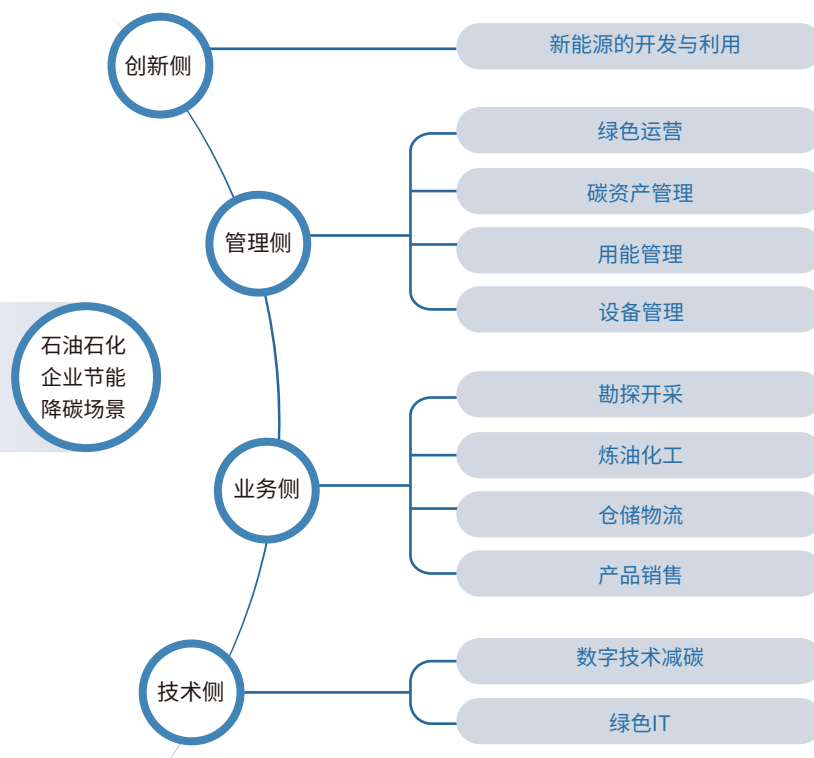 创新侧
新能源的开发与利用
管理侧
绿色运营
碳资产管理
用能管理
设备管理
石油石化
企业节能
降碳场景
业务侧
勘探开采
炼油化工
仓储物流
产品销售
技术侧
数字技术减碳
绿色IT